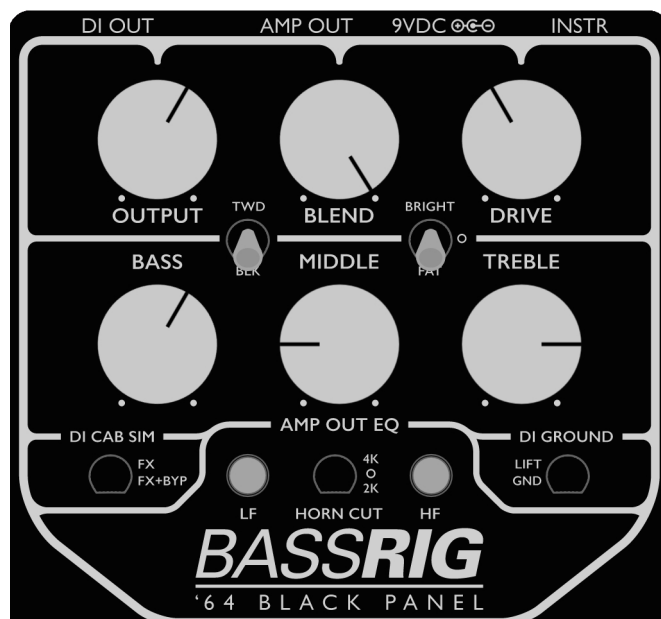 DI OUT AMP OUT 9VDC INSTR
OUTPUT TWD BLEND BRIGHT DRIVE
BASS BLK MIDDLE FAT TREBLE
DI CAB SIM AMP OUT EQ DI GROUND
FX 4K LIFT
FX+BYP 2K GND
LF HORN CUT HF
BASSRIG
'64 BLACK PANEL